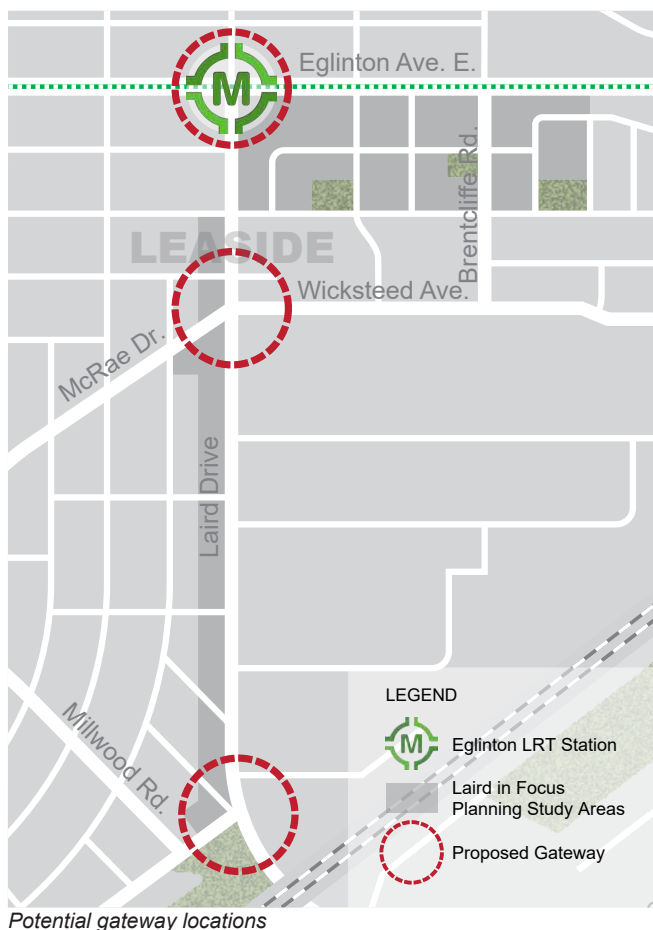 Eglinton Ave. E.
M
Brentcliffe Rd.
LEASIDE
Wicksteed Ave.
McRae Dr.
Laird Drive
Millwood Rd.
LEGEND
M
Eglinton LRT Station
Laird in Focus
Planning Study Areas
Proposed Gateway
Potential gateway locations